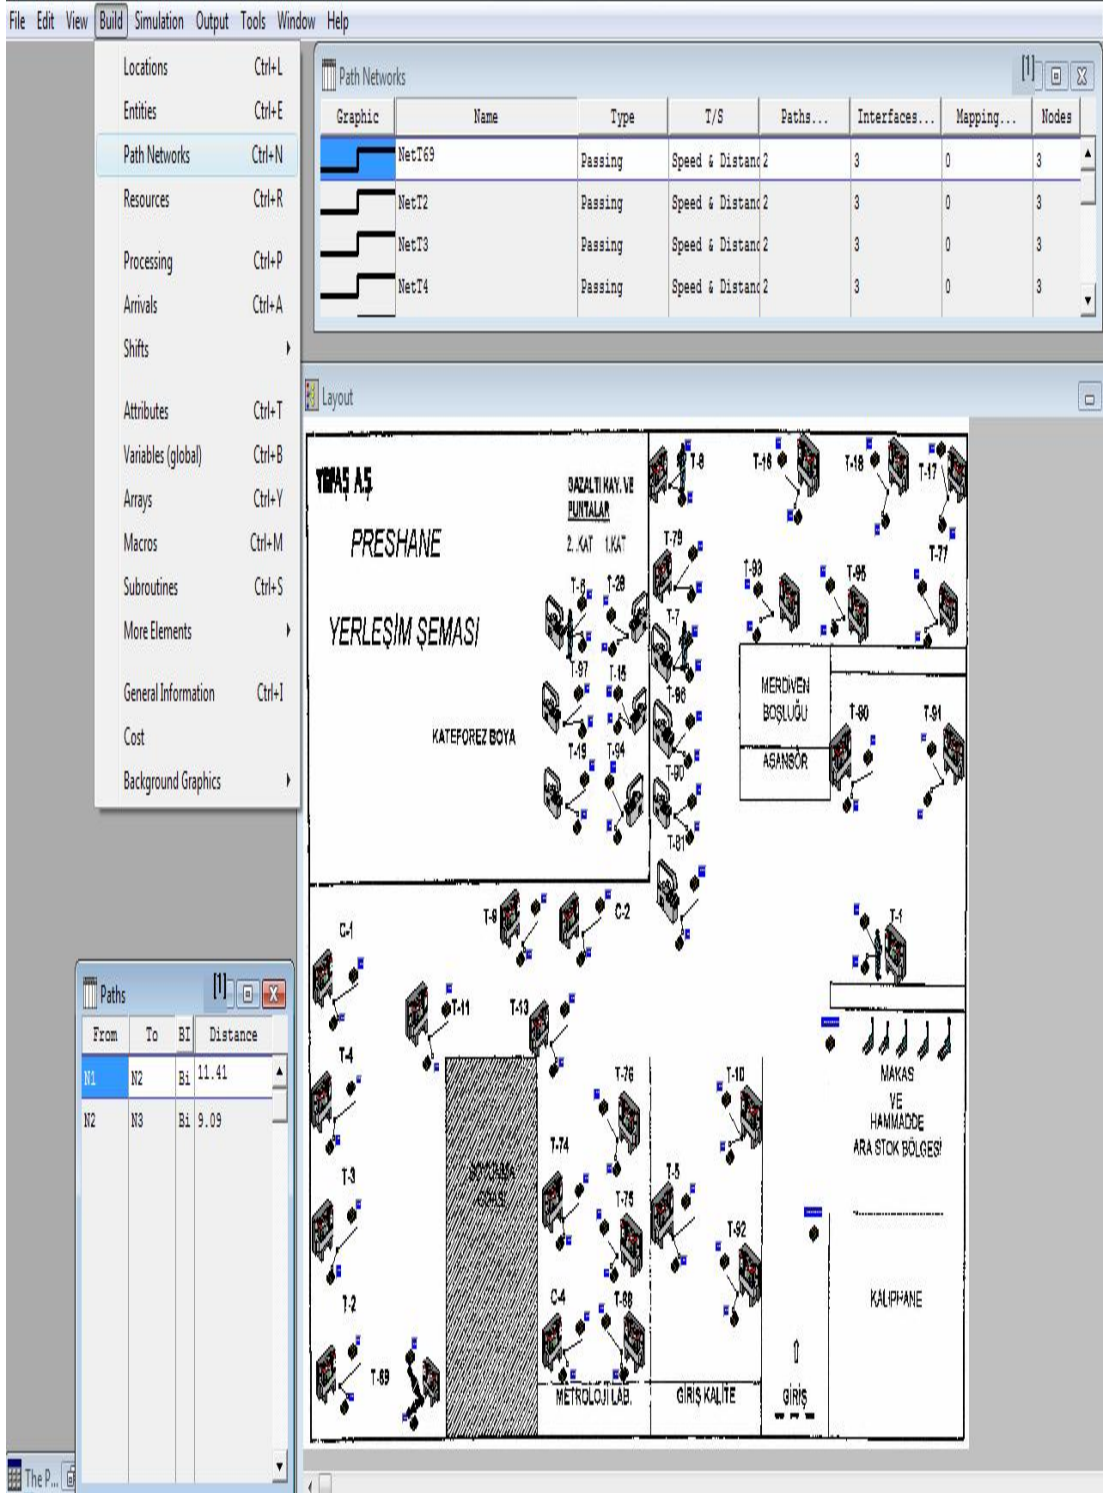 File Edit View Build Simulation Output Tools Window Help
Locations Ctrl+L
Entities Ctrl+E
Path Networks Ctrl+N
Resources Ctrl+R
Processing Ctrl+P
Arrivals Ctrl+A
Shifts
Attributes Ctrl+T
Variables (global) Ctrl+B
Arrays Ctrl+Y
Macros Ctrl+M
Subroutines Ctrl+S
More Elements
General Information Ctrl+I
Cost
Background Graphics
Path Networks [1]
Graphic Name Type T/S Paths... Interfaces... Mapping... Nodes
NetT69 Passing Speed & Distanc 2 3 0 3
NetT2 Passing Speed & Distanc 2 3 0 3
NetT3 Passing Speed & Distanc 2 3 0 3
NetT4 Passing Speed & Distanc 2 3 0 3
Layout
A.Ş.
PRESHANE
YERLEŞİM ŞEMASI
KATEFOREZ BOYA
KAY. VE
PUNTALAR
2. KAT 1.KAT
T-6 T-28
T-97 T-15
T-19 T-94
T-8 T-16 T-18 T-17
T-79 T-93 T-95 T-77
T-7
T-96
T-90
T-81
MERDİVEN
BOŞLUĞU
ASANSÖR
T-80 T-91
T-9 C-2 T-1
C-1
T-11 T-13
T-4
T-3
T-2
T-69
T-76 T-10
T-74 T-5
T-75 T-92
C-4 T-88
METROLOJİ LAB. GİRİŞ KALİTE GİRİŞ
MAKAS
VE
HAMMADDE
ARA STOK BÖLGESİ
KALIPHANE
Paths [1]
From To BI Distance
N1 N2 Bi 11.41
N2 N3 Bi 9.09
The P...